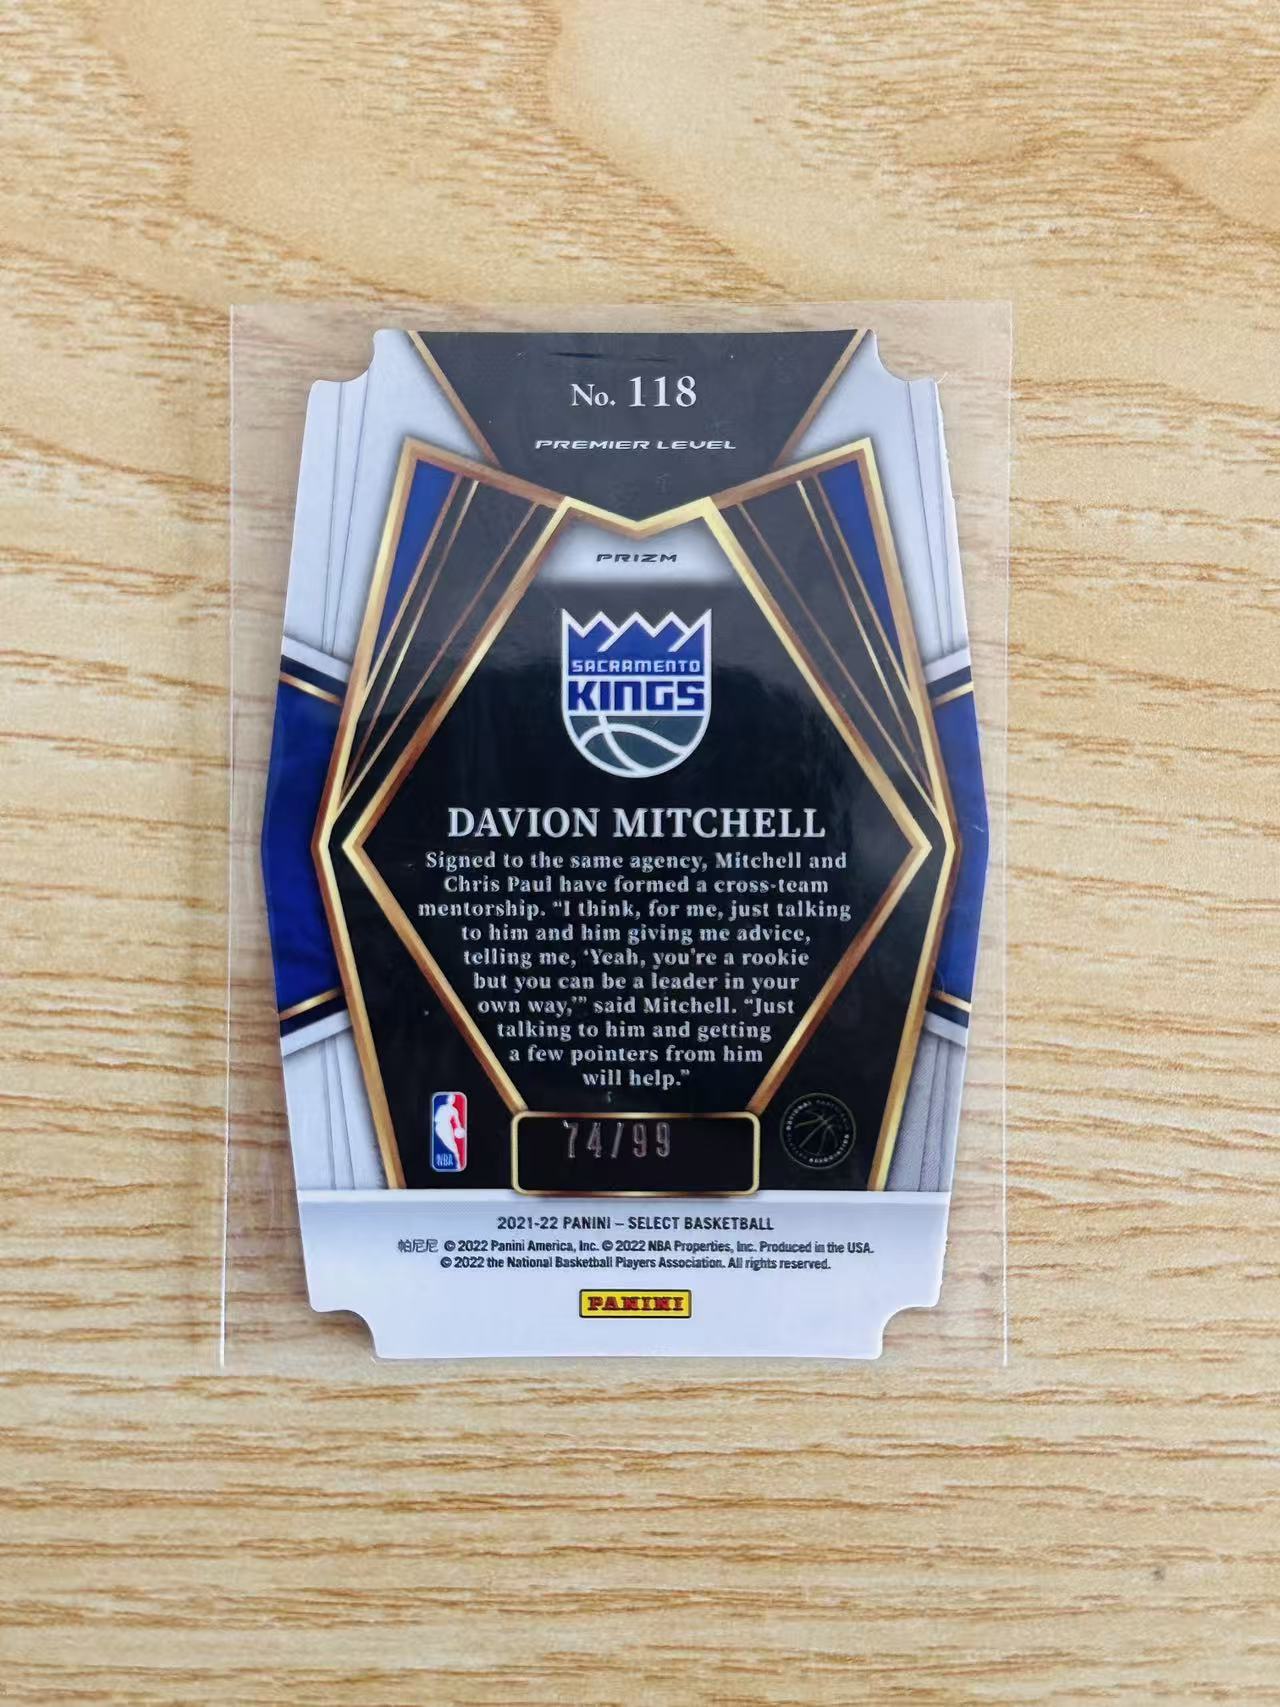 No. 118
PREMIER LEVEL
PRIZM
SACRAMENTO
KINGS
DAVION MITCHELL
Signed to the same agency, Mitchell and
Chris Paul have formed a cross-team
mentorship. “I think, for me, just talking
to him and him giving me advice,
telling me, ‘Yeah, you’re a rookie
but you can be a leader in your
own way,’” said Mitchell. “Just
talking to him and getting
a few pointers from him
will help.”
NBA
74/99
2021-22 PANINI – SELECT BASKETBALL
帕尼尼 © 2022 Panini America, Inc. © 2022 NBA Properties, Inc. Produced in the USA.
© 2022 the National Basketball Players Association. All rights reserved.
PANINI